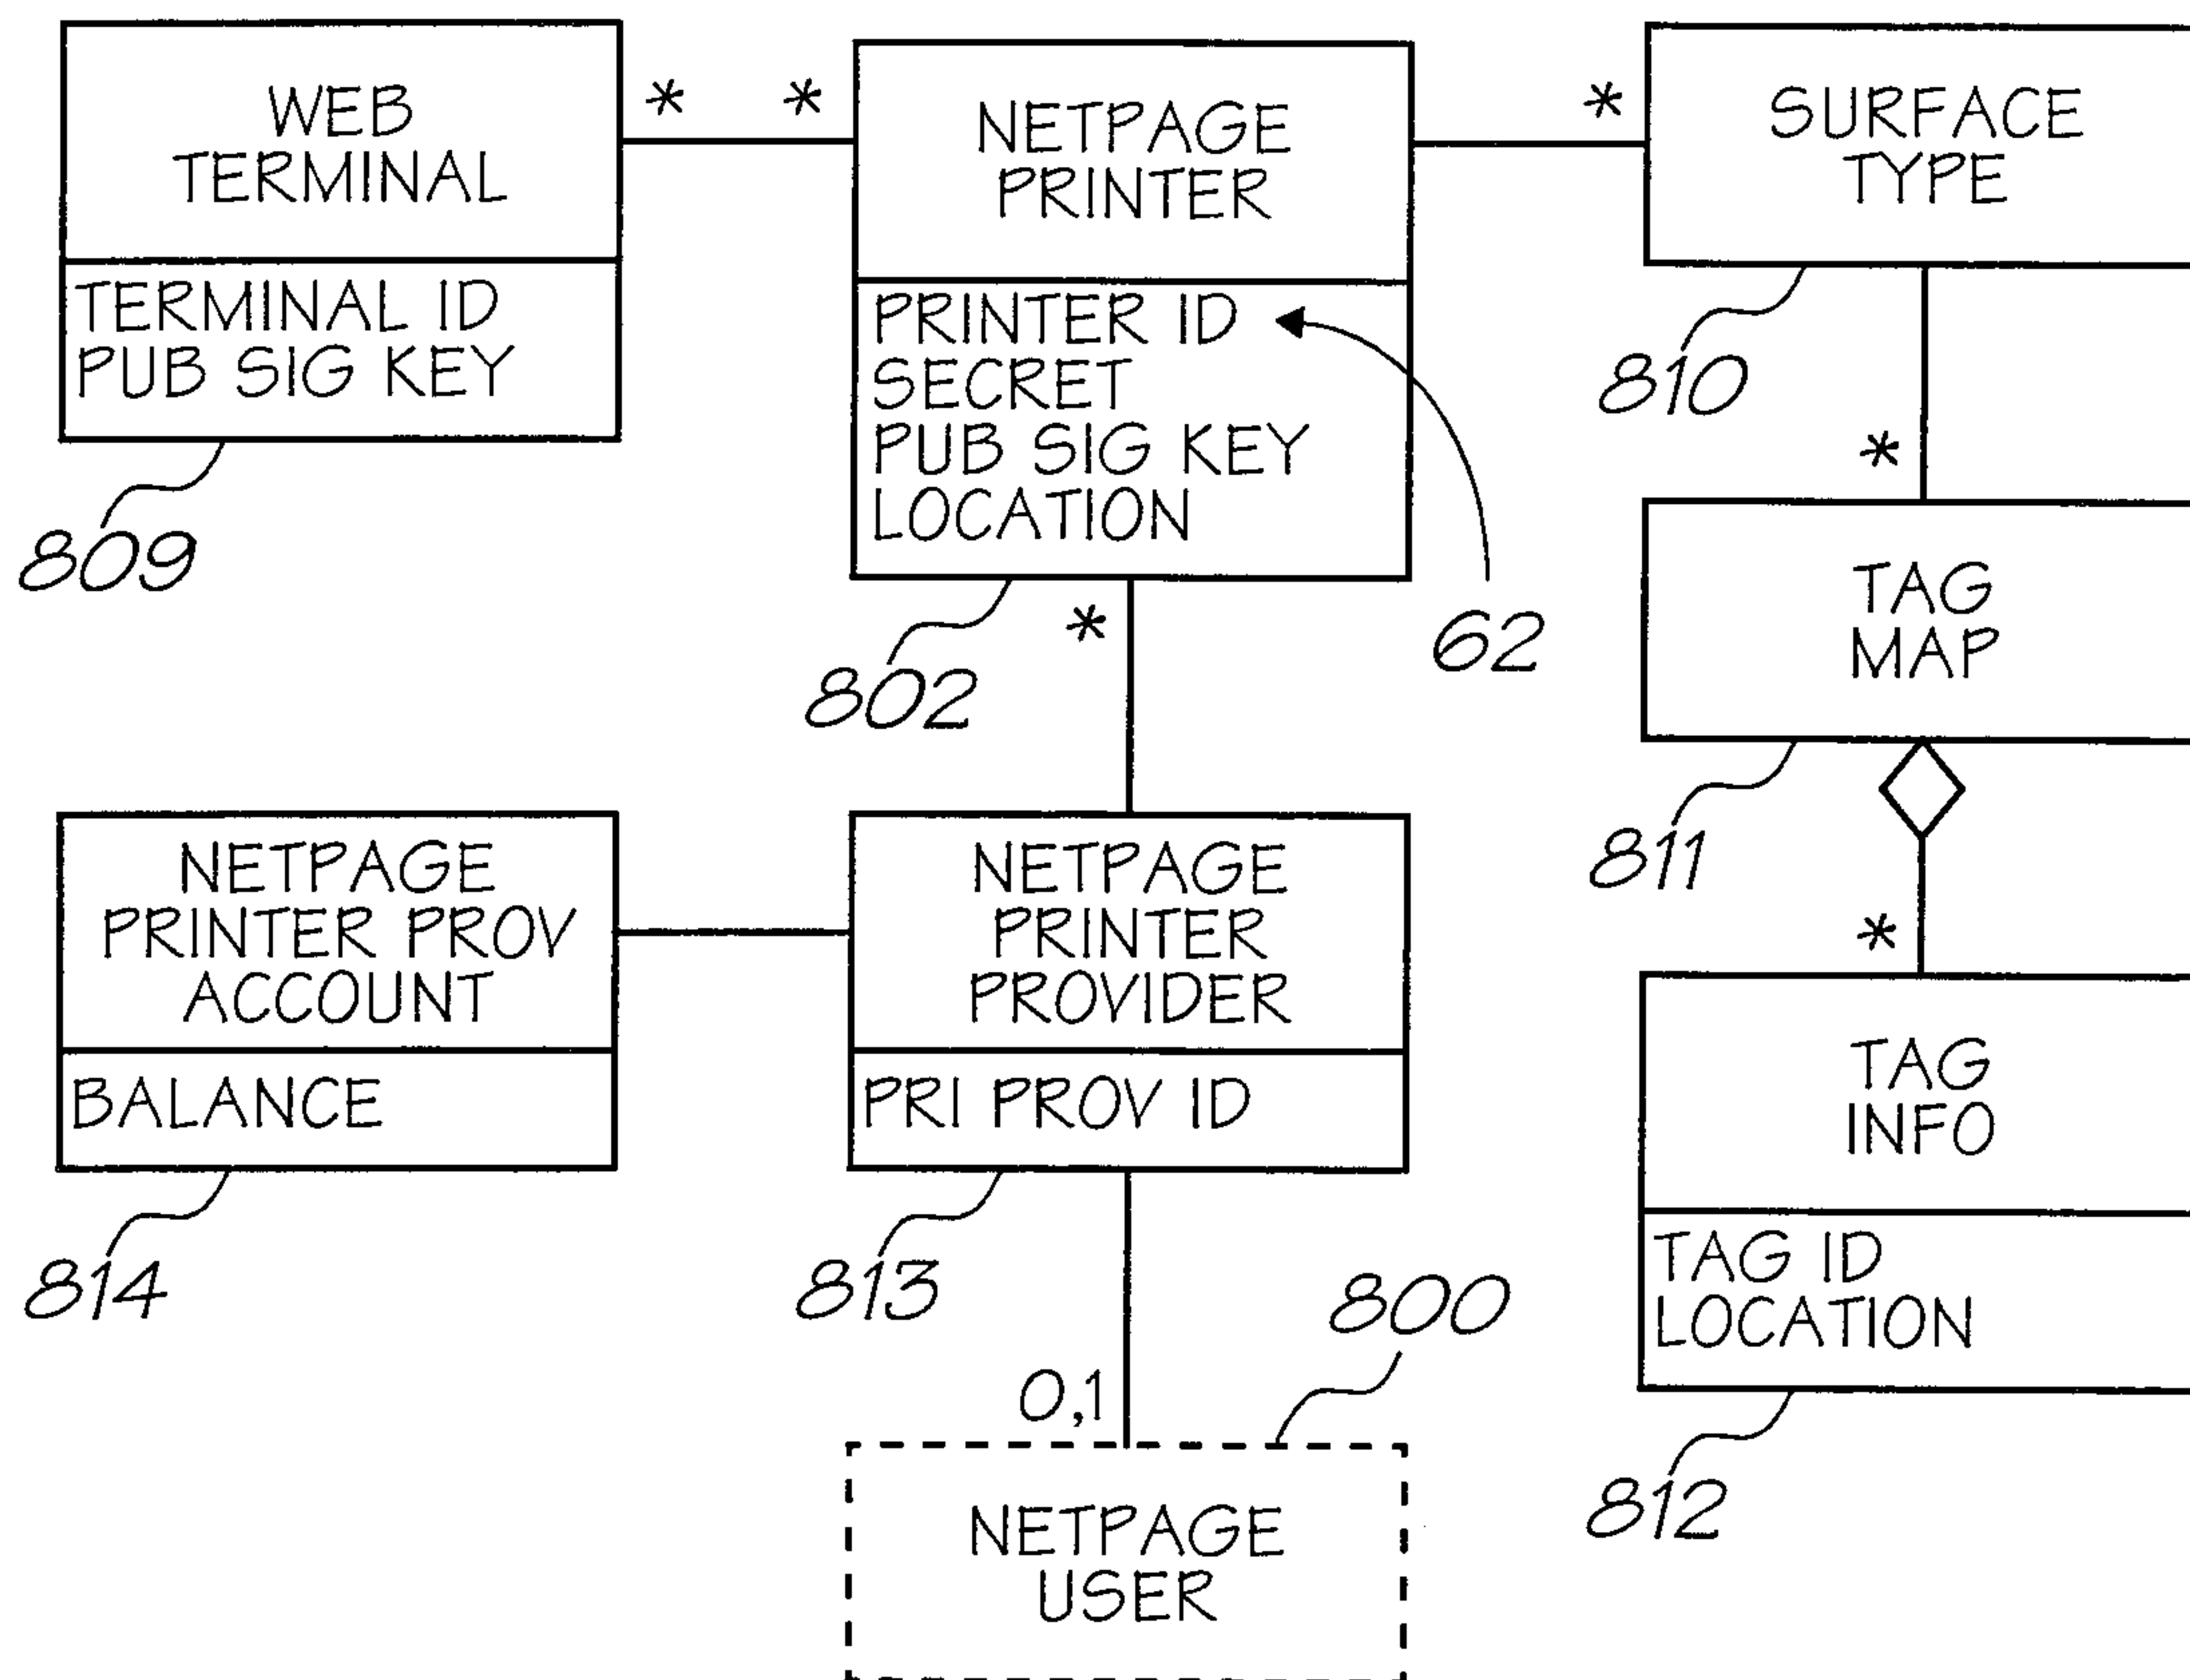 WEB
TERMINAL
TERMINAL ID
PUB SIG KEY
809
*
*
NETPAGE
PRINTER
PRINTER ID
SECRET
PUB SIG KEY
LOCATION
802
62
*
*
SURFACE
TYPE
810
*
TAG
MAP
811
*
TAG
INFO
TAG ID
LOCATION
812
NETPAGE
PRINTER PROV
ACCOUNT
BALANCE
814
NETPAGE
PRINTER
PROVIDER
PRI PROV ID
813
800
0,1
NETPAGE
USER